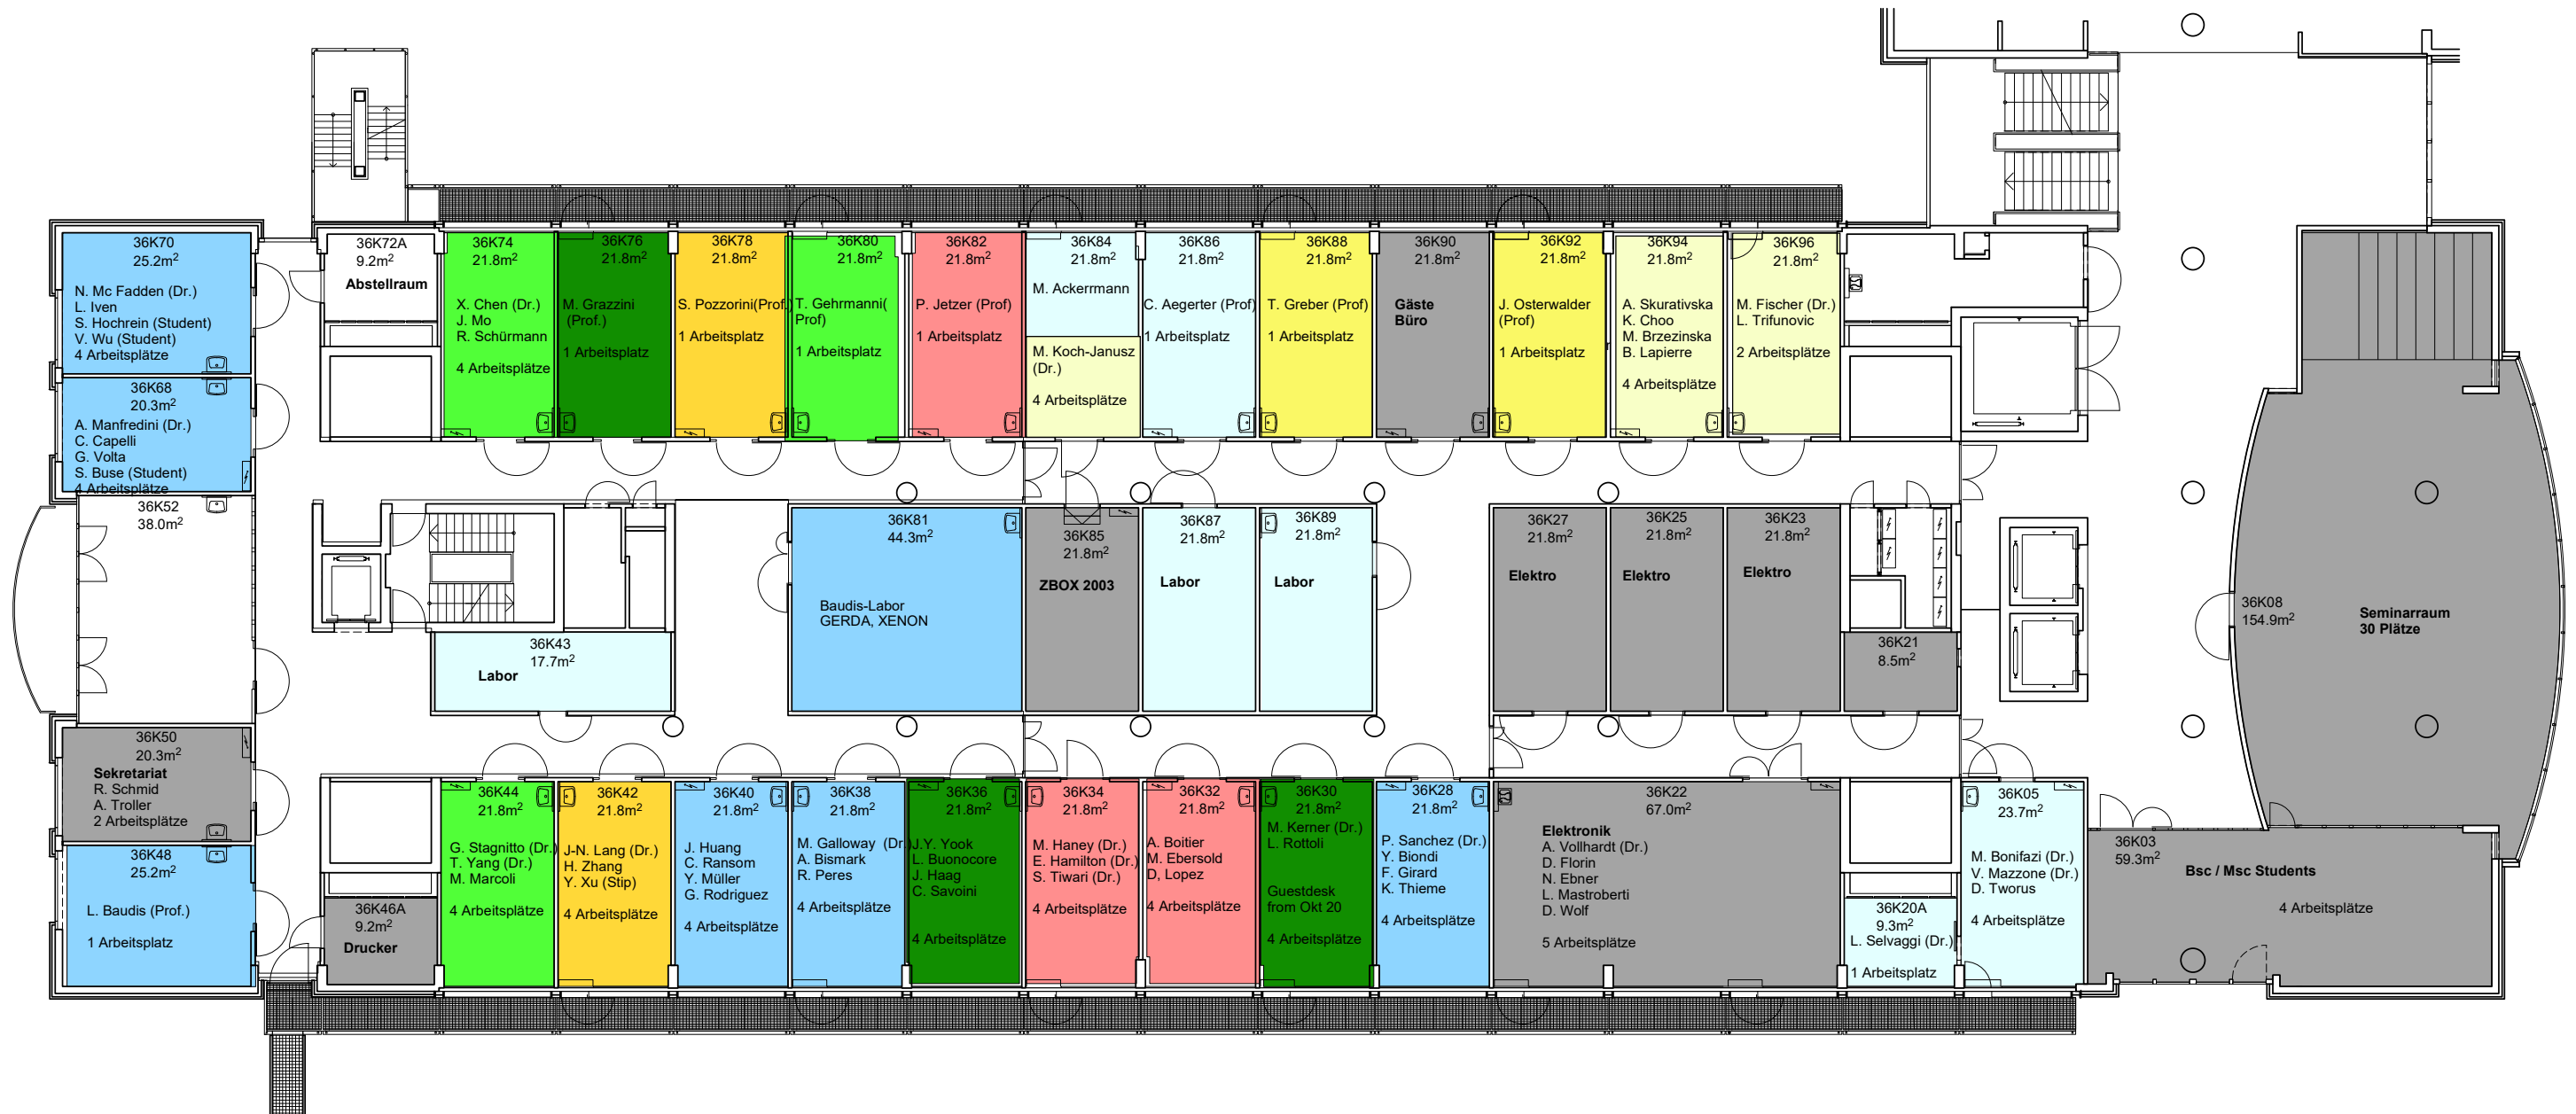 36K70
25.2m²
N. Mc Fadden (Dr.)
L. Iven
S. Hochrein (Student)
V. Wu (Student)
4 Arbeitsplätze
36K68
20.3m²
A. Manfredini (Dr.)
C. Capelli
G. Volta
S. Buse (Student)
4 Arbeitsplätze
36K52
38.0m²
36K50
20.3m²
Sekretariat
R. Schmid
A. Troller
2 Arbeitsplätze
36K48
25.2m²
L. Baudis (Prof.)
1 Arbeitsplatz
36K72A
9.2m²
Abstellraum
36K74
21.8m²
X. Chen (Dr.)
J. Mo
R. Schürmann
4 Arbeitsplätze
36K76
21.8m²
M. Grazzini
(Prof.)
1 Arbeitsplatz
36K78
21.8m²
S. Pozzorini(Prof.)
1 Arbeitsplatz
36K80
21.8m²
T. Gehrmanni(
Prof)
1 Arbeitsplatz
36K82
21.8m²
P. Jetzer (Prof)
1 Arbeitsplatz
36K84
21.8m²
M. Ackerrmann
M. Koch-Janusz
(Dr.)
4 Arbeitsplätze
36K86
21.8m²
C. Aegerter (Prof)
1 Arbeitsplatz
36K88
21.8m²
T. Greber (Prof)
1 Arbeitsplatz
36K90
21.8m²
Gäste
Büro
36K92
21.8m²
J. Osterwalder
(Prof)
1 Arbeitsplatz
36K94
21.8m²
A. Skurativska
K. Choo
M. Brzezinska
B. Lapierre
4 Arbeitsplätze
36K96
21.8m²
M. Fischer (Dr.)
L. Trifunovic
2 Arbeitsplätze
36K43
17.7m²
Labor
36K81
44.3m²
Baudis-Labor
GERDA, XENON
36K85
21.8m²
ZBOX 2003
36K87
21.8m²
Labor
36K89
21.8m²
Labor
36K27
21.8m²
Elektro
36K25
21.8m²
Elektro
36K23
21.8m²
Elektro
36K21
8.5m²
36K08
154.9m²
Seminarraum
30 Plätze
36K46A
9.2m²
Drucker
36K44
21.8m²
G. Stagnitto (Dr.)
T. Yang (Dr.)
M. Marcoli
4 Arbeitsplätze
36K42
21.8m²
J-N. Lang (Dr.)
H. Zhang
Y. Xu (Stip)
4 Arbeitsplätze
36K40
21.8m²
J. Huang
C. Ransom
Y. Müller
G. Rodriguez
4 Arbeitsplätze
36K38
21.8m²
M. Galloway (Dr.)
A. Bismark
R. Peres
4 Arbeitsplätze
36K36
21.8m²
J.Y. Yook
L. Buonocore
J. Haag
C. Savoini
4 Arbeitsplätze
36K34
21.8m²
M. Haney (Dr.)
E. Hamilton (Dr.)
S. Tiwari (Dr.)
4 Arbeitsplätze
36K32
21.8m²
A. Boitier
M. Ebersold
D, Lopez
4 Arbeitsplätze
36K30
21.8m²
M. Kerner (Dr.)
L. Rottoli
Guestdesk
from Okt 20
4 Arbeitsplätze
36K28
21.8m²
P. Sanchez (Dr.)
Y. Biondi
F. Girard
K. Thieme
4 Arbeitsplätze
36K22
67.0m²
Elektronik
A. Vollhardt (Dr.)
D. Florin
N. Ebner
L. Mastroberti
D. Wolf
5 Arbeitsplätze
36K20A
9.3m²
L. Selvaggi (Dr.)
1 Arbeitsplatz
36K05
23.7m²
M. Bonifazi (Dr.)
V. Mazzone (Dr.)
D. Tworus
4 Arbeitsplätze
36K03
59.3m²
Bsc / Msc Students
4 Arbeitsplätze